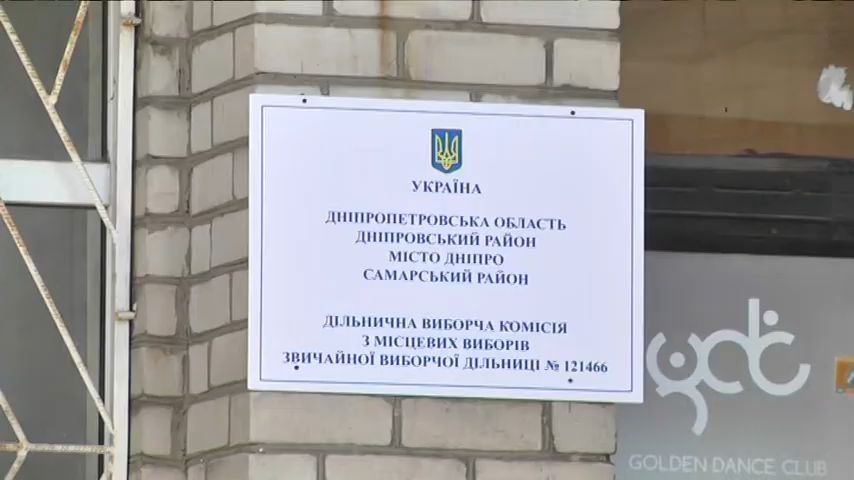 УКРАЇНА
ДНІПРОПЕТРОВСЬКА ОБЛАСТЬ
ДНІПРОВСЬКИЙ РАЙОН
МІСТО ДНІПРО
САМАРСЬКИЙ РАЙОН
ДІЛЬНИЧНА ВИБОРЧА КОМІСІЯ
З МІСЦЕВИХ ВИБОРІВ
ЗВИЧАЙНОЇ ВИБОРЧОЇ ДІЛЬНИЦІ № 121466
gdc
GOLDEN DANCE CLUB